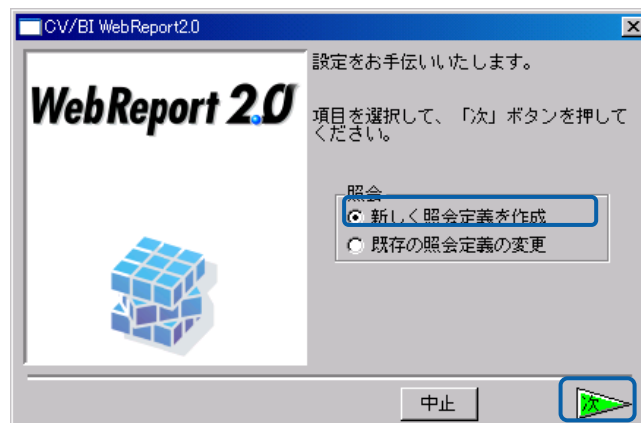 CV/BI WebReport2.0
WebReport 2.0
設定をお手伝いいたします。
項目を選択して、「次」ボタンを押して
ください。
照会
新しく照会定義を作成
既存の照会定義の変更
中止
次